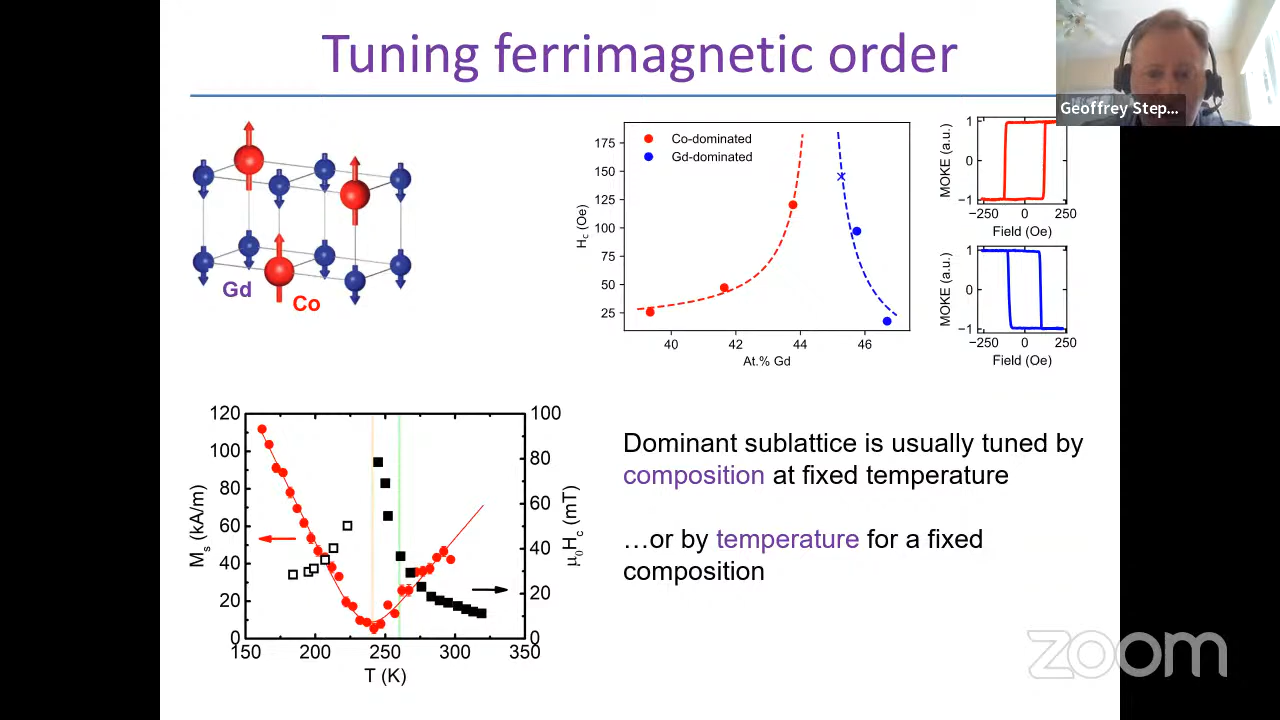 Tuning ferrimagnetic order
Geoffrey Step...
Gd
Co
175
150
125
100
75
50
25
H_c (Oe)
Co-dominated
Gd-dominated
40
42
44
46
At.% Gd
MOKE (a.u.)
1
0
−1
−250
0
250
Field (Oe)
MOKE (a.u.)
1
0
−1
−250
0
250
Field (Oe)
120
100
80
60
40
20
0
M_s (kA/m)
100
80
60
40
20
0
μ₀H_c (mT)
150
200
250
300
350
T (K)
Dominant sublattice is usually tuned by
composition at fixed temperature
…or by temperature for a fixed
composition
zoom